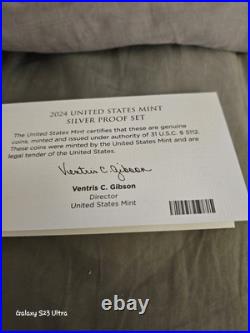 2024 UNITED STATES MINT
SILVER PROOF SET
The United States Mint certifies that these are genuine
coins, minted and issued under authority of 31 U.S.C. § 5112.
These coins were minted by the United States Mint and are
legal tender of the United States.
Ventris C. Gibson
Ventris C. Gibson
Director
United States Mint
Galaxy S23 Ultra